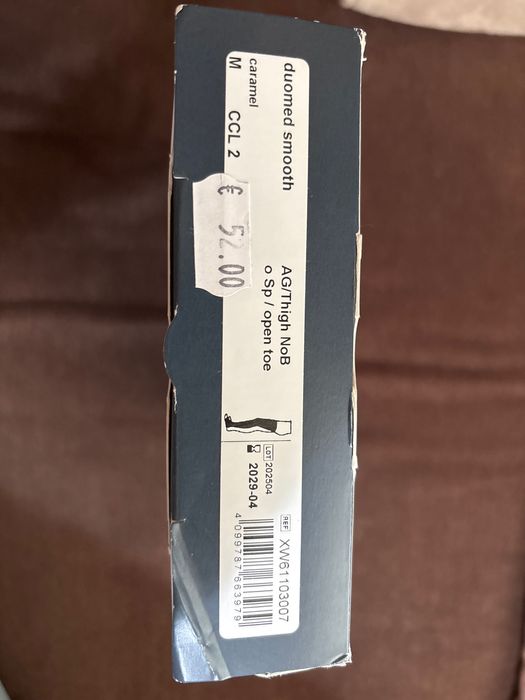 duomed smooth
caramel
M CCL 2
€ 52.00
AG/Thigh NoB
o Sp / open toe
LOT 202504
2029-04
REF XW61103007
4 099787 663979